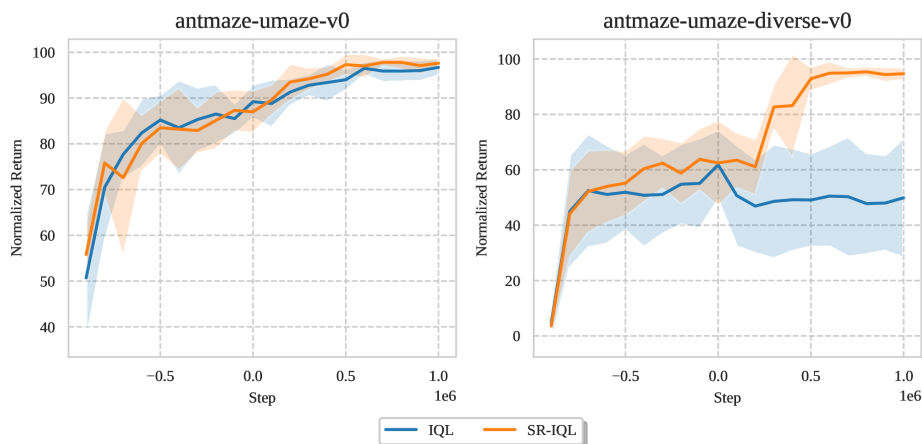 antmaze-umaze-v0
100
90
80
70
60
50
40
Normalized Return
−0.5
0.0
0.5
1.0
1e6
Step
antmaze-umaze-diverse-v0
100
80
60
40
20
0
Normalized Return
−0.5
0.0
0.5
1.0
1e6
Step
IQL
SR-IQL